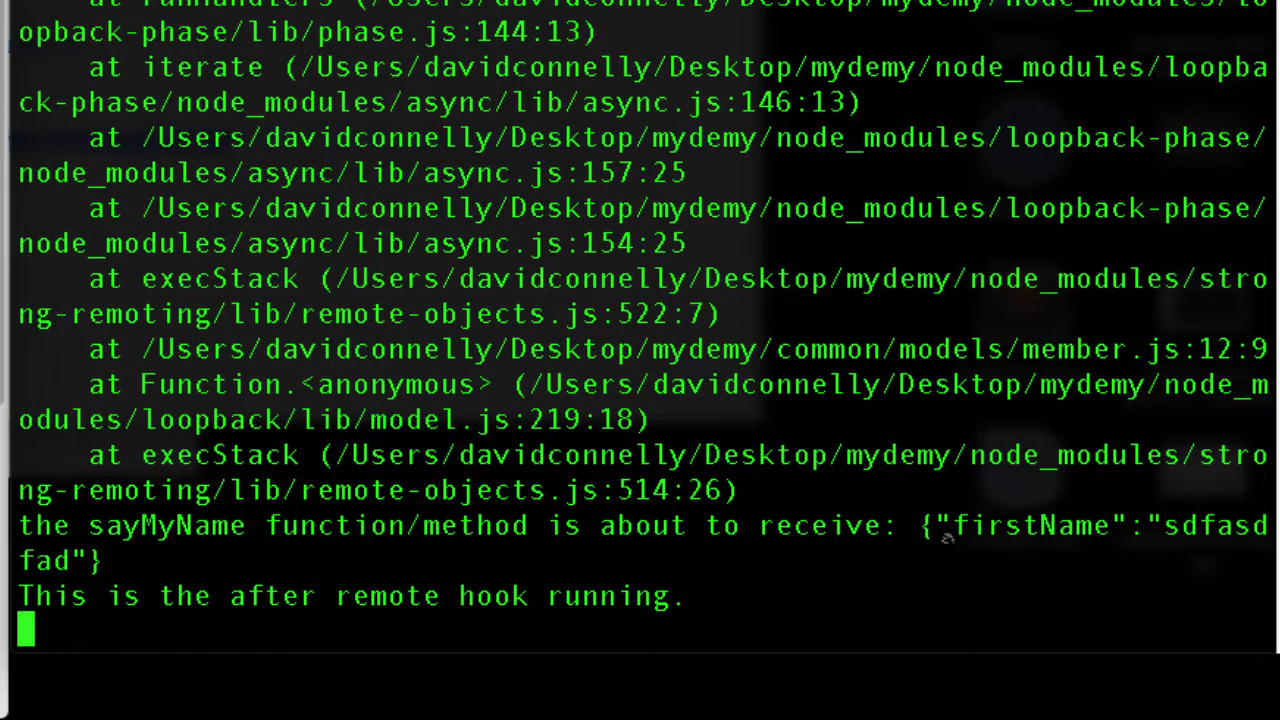 opback-phase/lib/phase.js:144:13)
at iterate (/Users/davidconnelly/Desktop/mydemy/node_modules/loopba
ck-phase/node_modules/async/lib/async.js:146:13)
at /Users/davidconnelly/Desktop/mydemy/node_modules/loopback-phase/
node_modules/async/lib/async.js:157:25
at /Users/davidconnelly/Desktop/mydemy/node_modules/loopback-phase/
node_modules/async/lib/async.js:154:25
at execStack (/Users/davidconnelly/Desktop/mydemy/node_modules/stro
ng-remoting/lib/remote-objects.js:522:7)
at /Users/davidconnelly/Desktop/mydemy/common/models/member.js:12:9
at Function.<anonymous> (/Users/davidconnelly/Desktop/mydemy/node_m
odules/loopback/lib/model.js:219:18)
at execStack (/Users/davidconnelly/Desktop/mydemy/node_modules/stro
ng-remoting/lib/remote-objects.js:514:26)
the sayMyName function/method is about to receive: {"firstName":"sdfasd
fad"}
This is the after remote hook running.